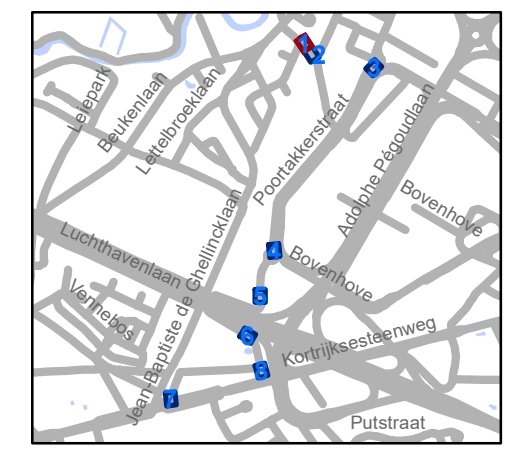 1
2
3
Leiepark
Beukenlaan
Lettelbroeklaan
Poortakkerstraat
Adolphe Pégoudlaan
Bovenhove
Luchthavenlaan
Jean-Baptiste de Ghellincklaan
4
Bovenhove
Vennebos
5
6
Kortrijksesteenweg
8
7
Putstraat